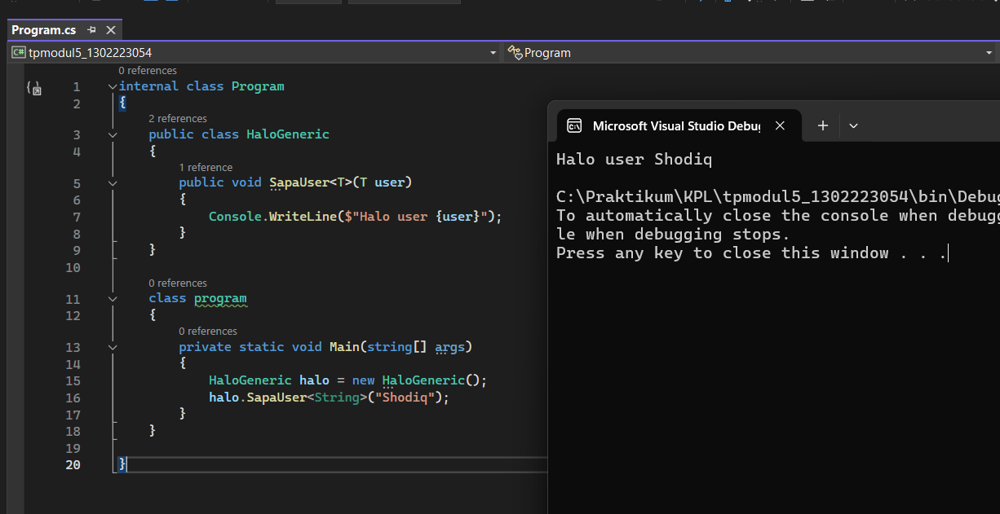 Program.cs
C# tpmodul5_1302223054
Program
0 references
1 internal class Program
2 {
2 references
3 public class HaloGeneric
4 {
1 reference
5 public void SapaUser<T>(T user)
6 {
7 Console.WriteLine($"Halo user {user}");
8 }
9 }
10
0 references
11 class program
12 {
0 references
13 private static void Main(string[] args)
14 {
15 HaloGeneric halo = new HaloGeneric();
16 halo.SapaUser<String>("Shodiq");
17 }
18 }
19
20 }
Microsoft Visual Studio Debu
Halo user Shodiq
C:\Praktikum\KPL\tpmodul5_1302223054\bin\Debug
To automatically close the console when debugg
le when debugging stops.
Press any key to close this window . . .